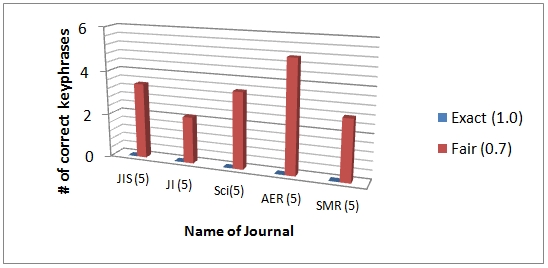 # of correct keyphrases
6
4
2
0
JIS (5)
JI (5)
Sci(5)
AER (5)
SMR (5)
Name of Journal
Exact (1.0)
Fair (0.7)